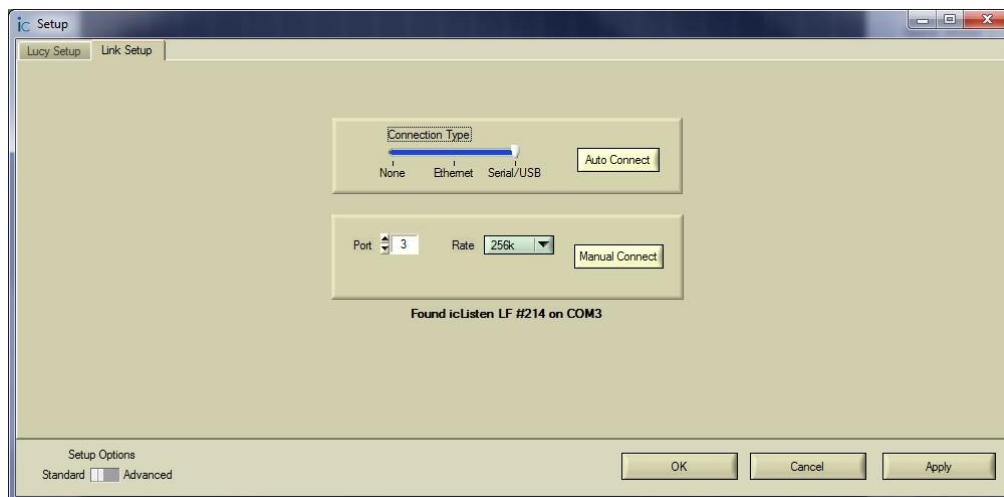 ic Setup
Lucy Setup Link Setup
Connection Type
None Ethernet Serial/USB
Auto Connect
Port 3 Rate 256k
Manual Connect
Found icListen LF #214 on COM3
Setup Options
Standard Advanced
OK Cancel Apply